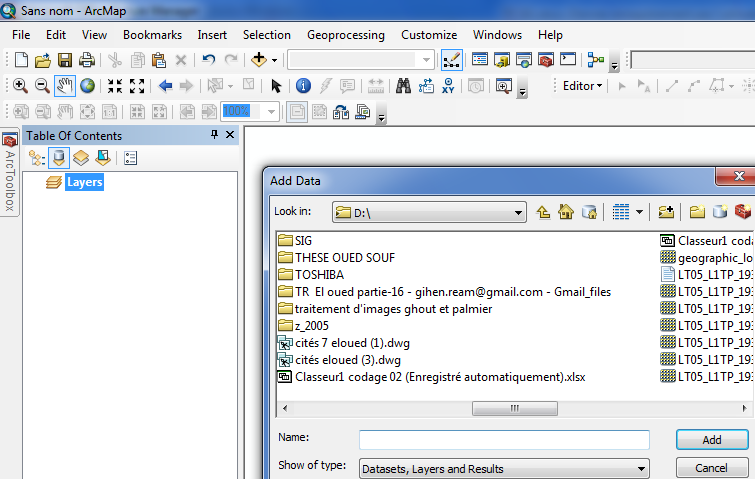 Sans nom - ArcMap
File Edit View Bookmarks Insert Selection Geoprocessing Customize Windows Help
Editor
100%
Table Of Contents
ArcToolbox
Layers
Add Data
Look in: D:\
SIG
THESE OUED SOUF
TOSHIBA
TR El oued partie-16 - gihen.ream@gmail.com - Gmail_files
traitement d'images ghout et palmier
z_2005
cités 7 eloued (1).dwg
cités eloued (3).dwg
Classeur1 codage 02 (Enregistré automatiquement).xlsx
Classeur1 coda
geographic_lo
LT05_L1TP_193
LT05_L1TP_193
LT05_L1TP_193
LT05_L1TP_193
LT05_L1TP_193
LT05_L1TP_193
LT05_L1TP_193
Name:
Add
Show of type: Datasets, Layers and Results
Cancel